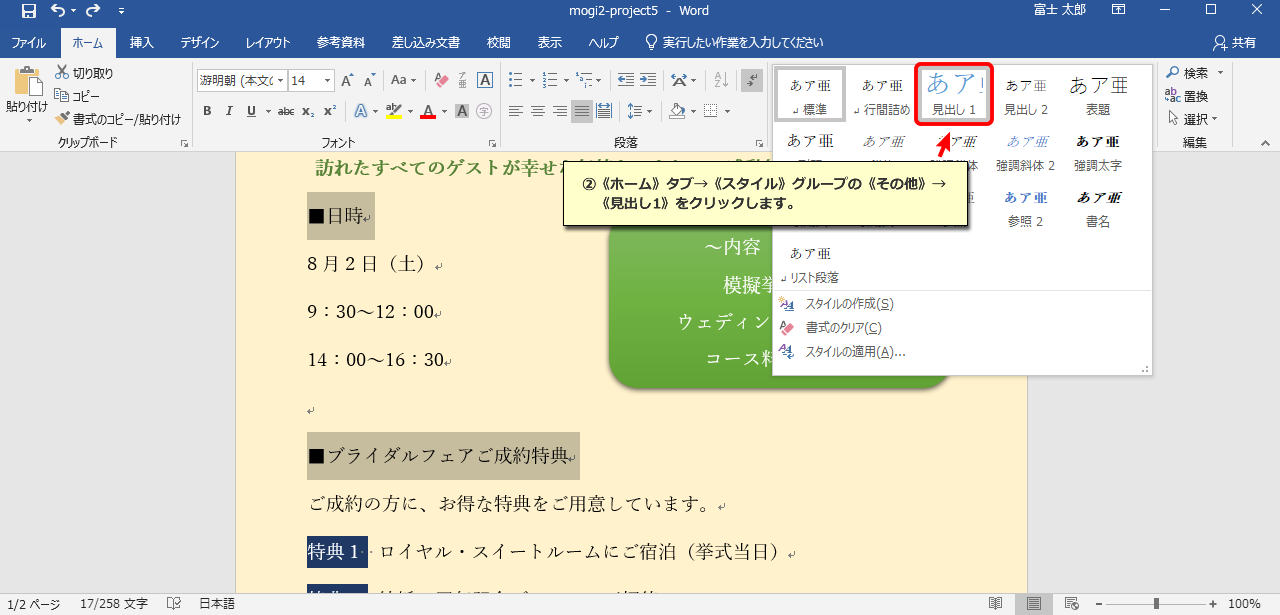 mogi2-project5 - Word
富士 太郎
ファイル ホーム 挿入 デザイン レイアウト 参考資料 差し込み文書 校閲 表示 ヘルプ 実行したい作業を入力してください 共有
貼り付け
切り取り
コピー
書式のコピー/貼り付け
クリップボード
游明朝 (本文の 14
フォント
段落
あア亜 標準
あア亜 行間詰め
あア 見出し 1
あア亜 見出し 2
あア亜 表題
あア亜
あア亜 強調斜体 2
あア亜 強調太字
あア亜 参照 2
あア亜 書名
あア亜 リスト段落
スタイルの作成(S)
書式のクリア(C)
スタイルの適用(A)...
検索
置換
選択
編集
②《ホーム》タブ→《スタイル》グループの《その他》→
《見出し1》をクリックします。
訪れたすべてのゲストが幸せな
■日時
8月2日（土）
9：30～12：00
14：00～16：30
～内容
模擬挙
ウェディン
コース料
■ブライダルフェアご成約特典
ご成約の方に、お得な特典をご用意しています。
特典1 ロイヤル・スイートルームにご宿泊（挙式当日）
1/2 ページ 17/258 文字 日本語 100%